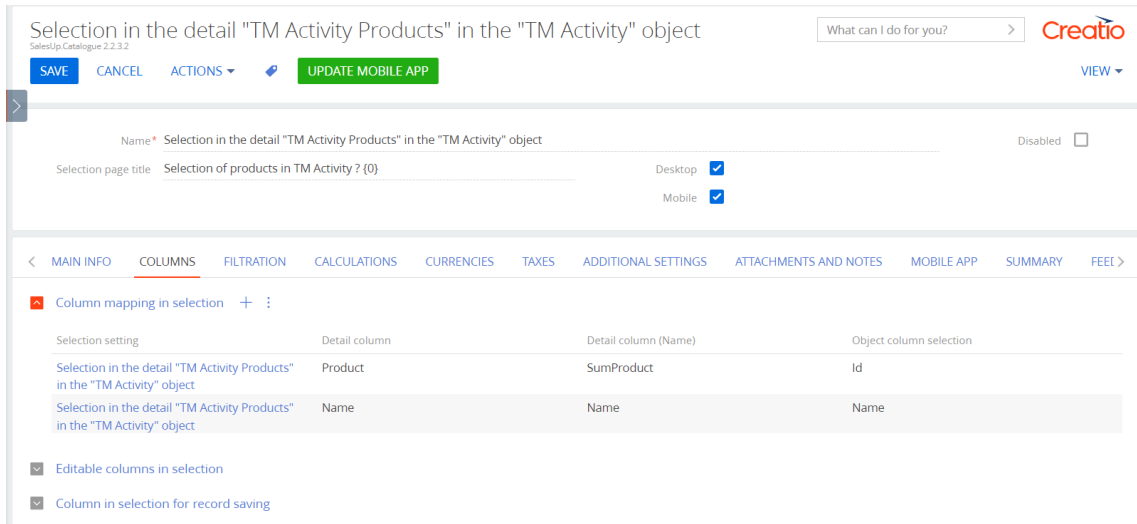 Selection in the detail "TM Activity Products" in the "TM Activity" object
SalesUp.Catalogue 2.2.3.2
What can I do for you?
Creatio
SAVE CANCEL ACTIONS UPDATE MOBILE APP VIEW
Name* Selection in the detail "TM Activity Products" in the "TM Activity" object Disabled
Selection page title Selection of products in TM Activity ? {0} Desktop
Mobile
MAIN INFO COLUMNS FILTRATION CALCULATIONS CURRENCIES TAXES ADDITIONAL SETTINGS ATTACHMENTS AND NOTES MOBILE APP SUMMARY FEED
Column mapping in selection
Selection setting Detail column Detail column (Name) Object column selection
Selection in the detail "TM Activity Products" Product SumProduct Id
in the "TM Activity" object
Selection in the detail "TM Activity Products" Name Name Name
in the "TM Activity" object
Editable columns in selection
Column in selection for record saving